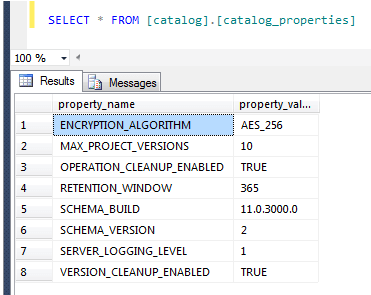 SELECT * FROM [catalog].[catalog_properties]
100 %
Results Messages
property_name property_val...
1 ENCRYPTION_ALGORITHM AES_256
2 MAX_PROJECT_VERSIONS 10
3 OPERATION_CLEANUP_ENABLED TRUE
4 RETENTION_WINDOW 365
5 SCHEMA_BUILD 11.0.3000.0
6 SCHEMA_VERSION 2
7 SERVER_LOGGING_LEVEL 1
8 VERSION_CLEANUP_ENABLED TRUE